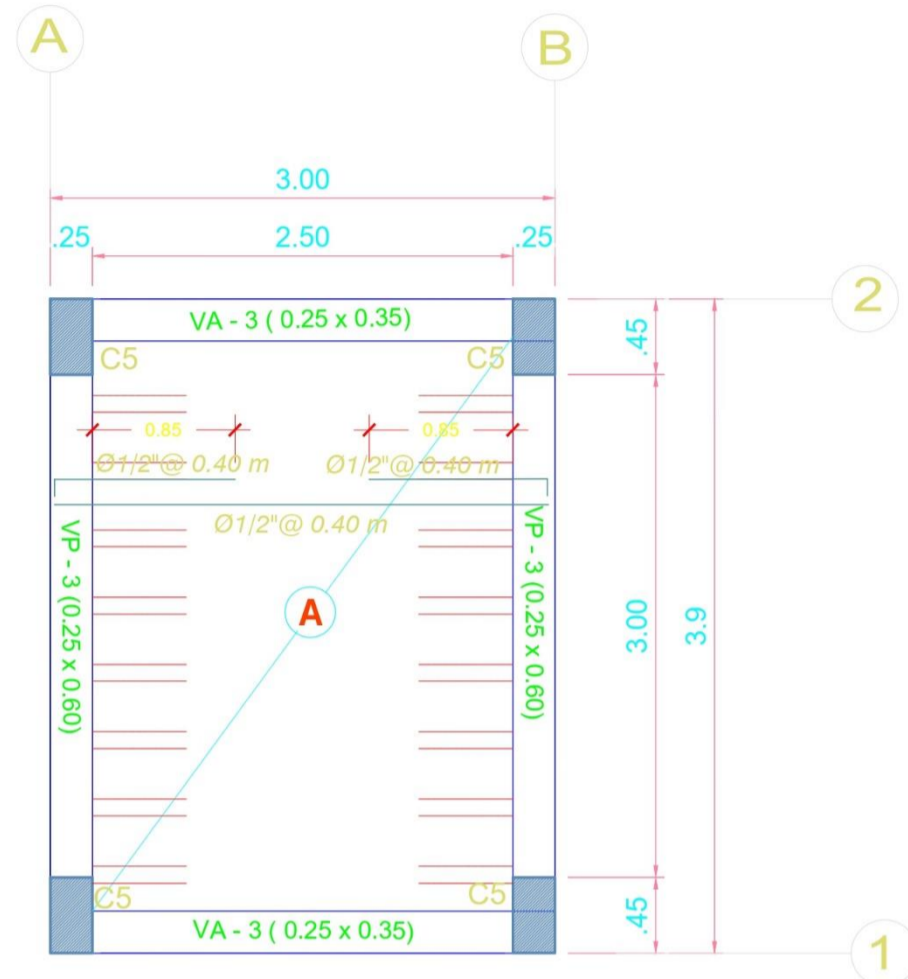 A
B
3.00
.25
2.50
.25
2
VA - 3 ( 0.25 x 0.35)
.45
C5
C5
0.85
0.85
Ø1/2"@ 0.40 m
Ø1/2"@ 0.40 m
Ø1/2"@ 0.40 m
VP - 3 (0.25 x 0.60)
VP - 3 (0.25 x 0.60)
A
3.00
3.9
C5
C5
.45
VA - 3 ( 0.25 x 0.35)
1